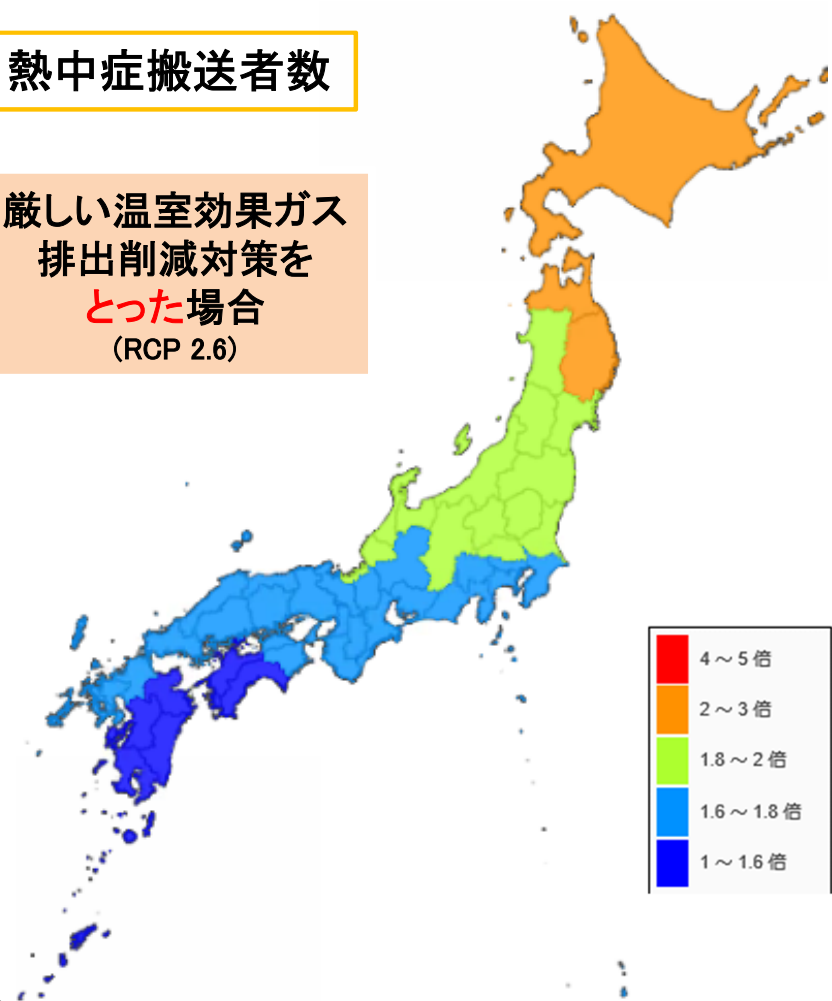 熱中症搬送者数
厳しい温室効果ガス
排出削減対策を
とった場合
(RCP 2.6)
4～5倍
2～3倍
1.8～2倍
1.6～1.8倍
1～1.6倍